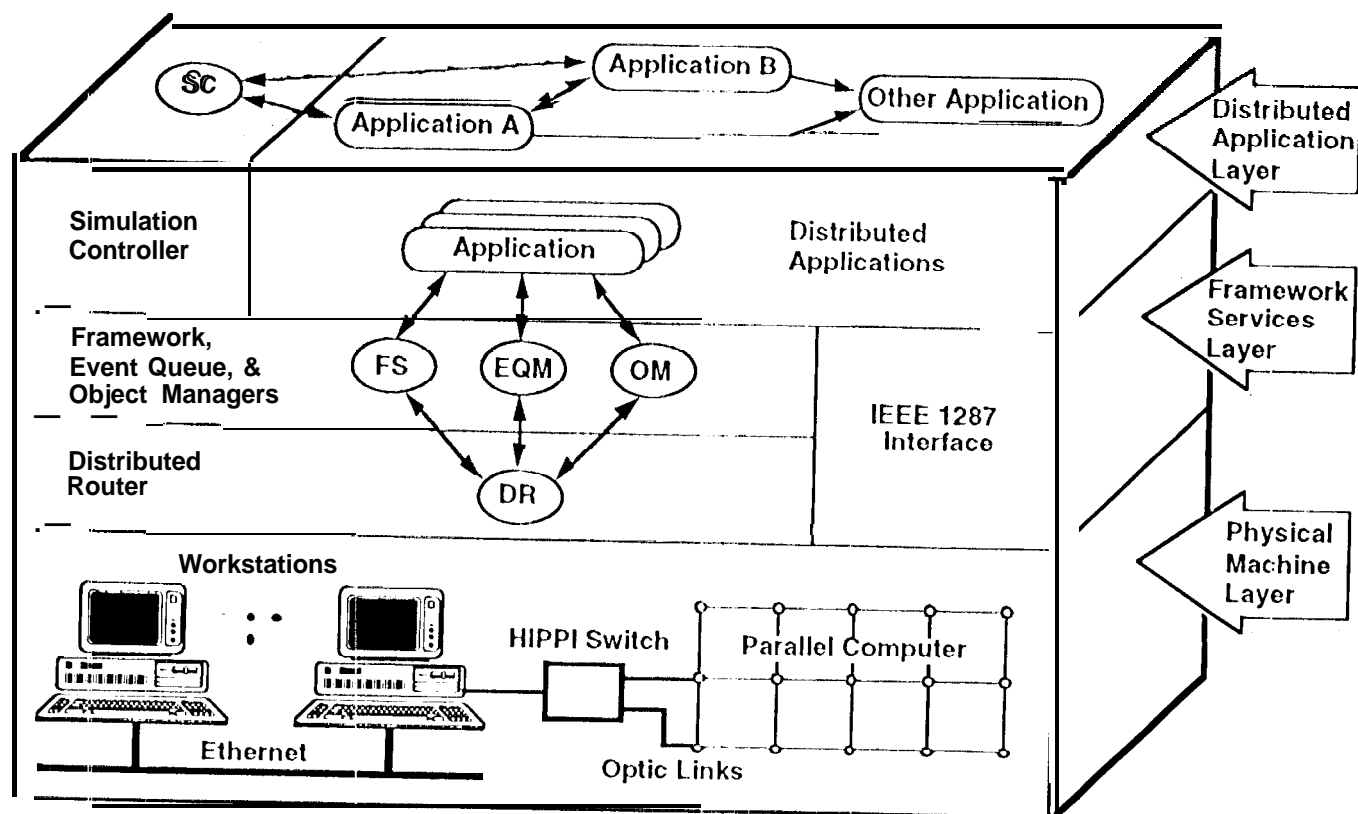 SC
Application B
Other Application
Application A
Distributed
Application
Layer
Simulation
Controller
Application
Distributed
Applications
Framework
Services
Layer
Framework,
Event Queue, &
Object Managers
FS
EQM
OM
IEEE 1287
Interface
Distributed
Router
DR
Physical
Machine
Layer
Workstations
HIPPI Switch
Parallel Computer
Ethernet
Optic Links